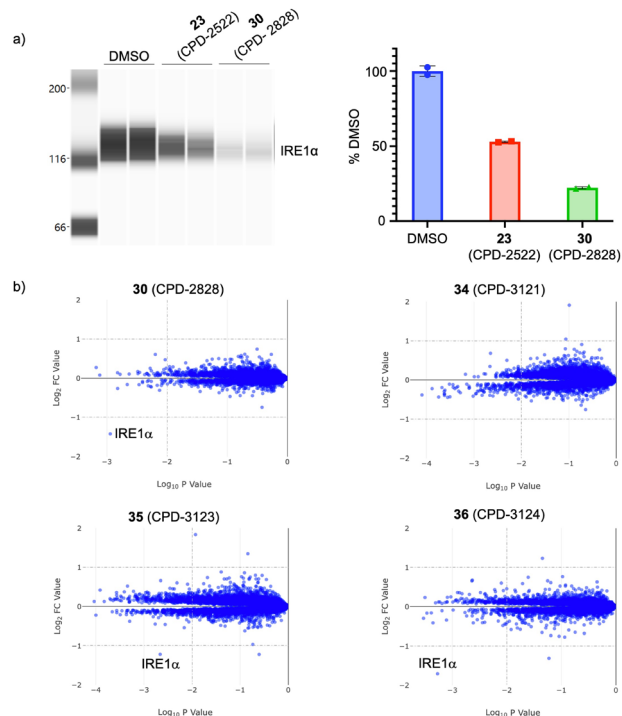 a)
23
(CPD-2522)
30
(CPD- 2828)
DMSO
200
116
66
IRE1α
% DMSO
100
50
0
DMSO
23
(CPD-2522)
30
(CPD-2828)
b)
30 (CPD-2828)
Log2 FC Value
2
1
0
−1
−2
IRE1α
−3
−2
−1
0
Log10 P Value
34 (CPD-3121)
Log2 FC Value
2
1
0
−1
−2
−4
−3
−2
−1
0
Log10 P Value
35 (CPD-3123)
Log2 FC Value
2
1
0
−1
−2
IRE1α
−4
−3
−2
−1
0
Log10 P Value
36 (CPD-3124)
Log2 FC Value
2
1
0
−1
−2
IRE1α
−3
−2
−1
0
Log10 P Value